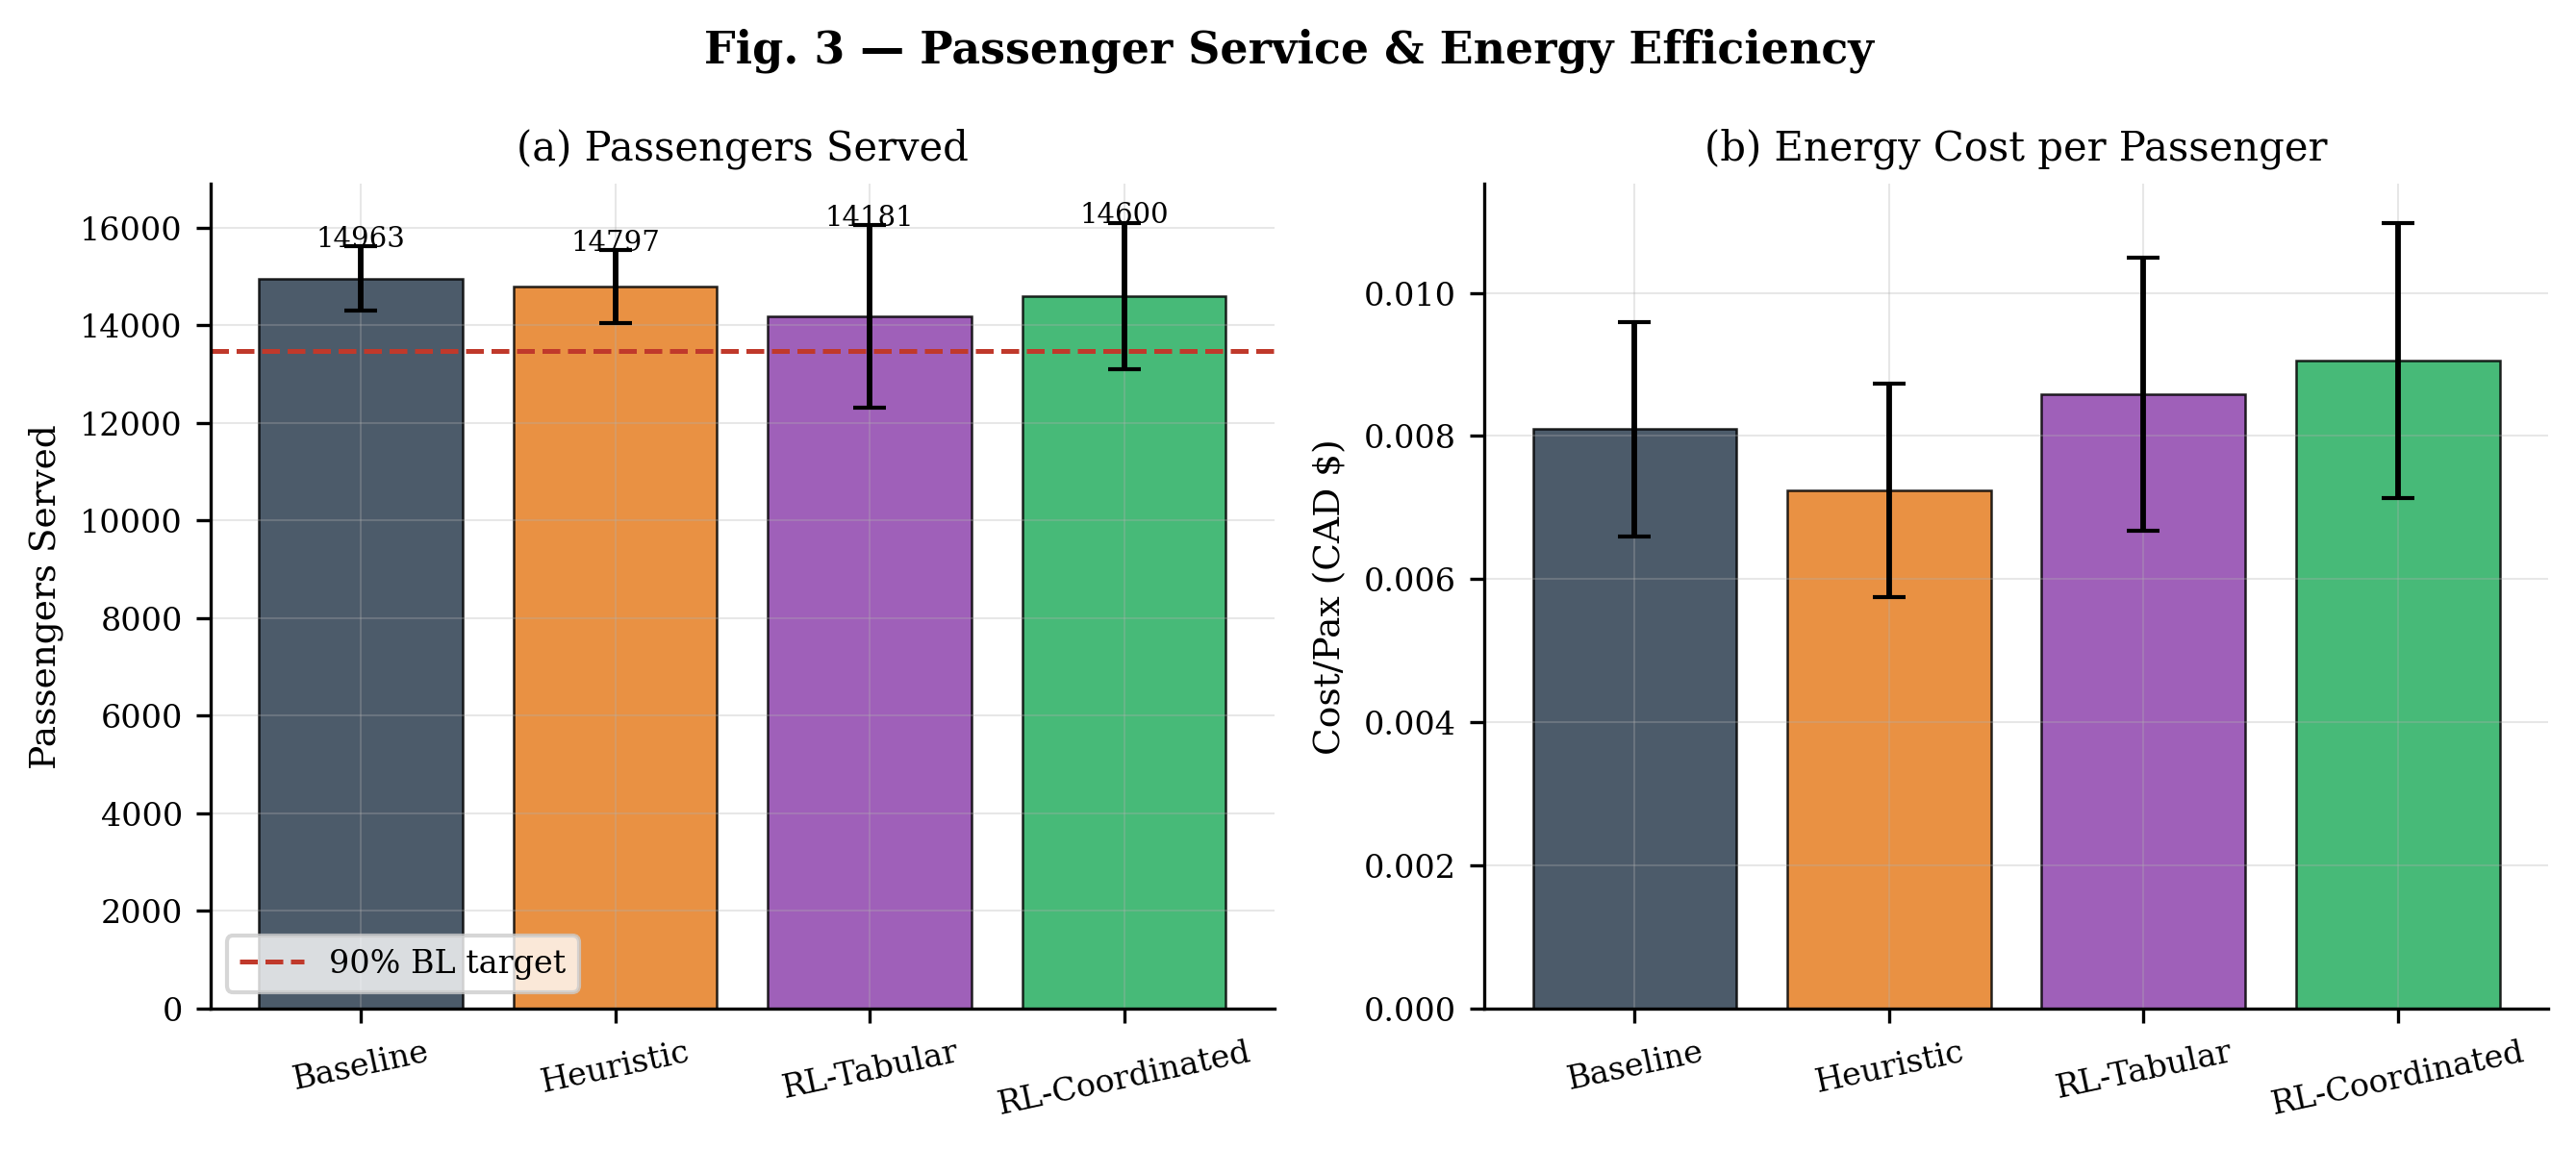 Fig. 3 — Passenger Service & Energy Efficiency
(a) Passengers Served
Passengers Served
16000
14000
12000
10000
8000
6000
4000
2000
0
14963
14797
14181
14600
90% BL target
Baseline
Heuristic
RL-Tabular
RL-Coordinated
(b) Energy Cost per Passenger
Cost/Pax (CAD $)
0.010
0.008
0.006
0.004
0.002
0.000
Baseline
Heuristic
RL-Tabular
RL-Coordinated